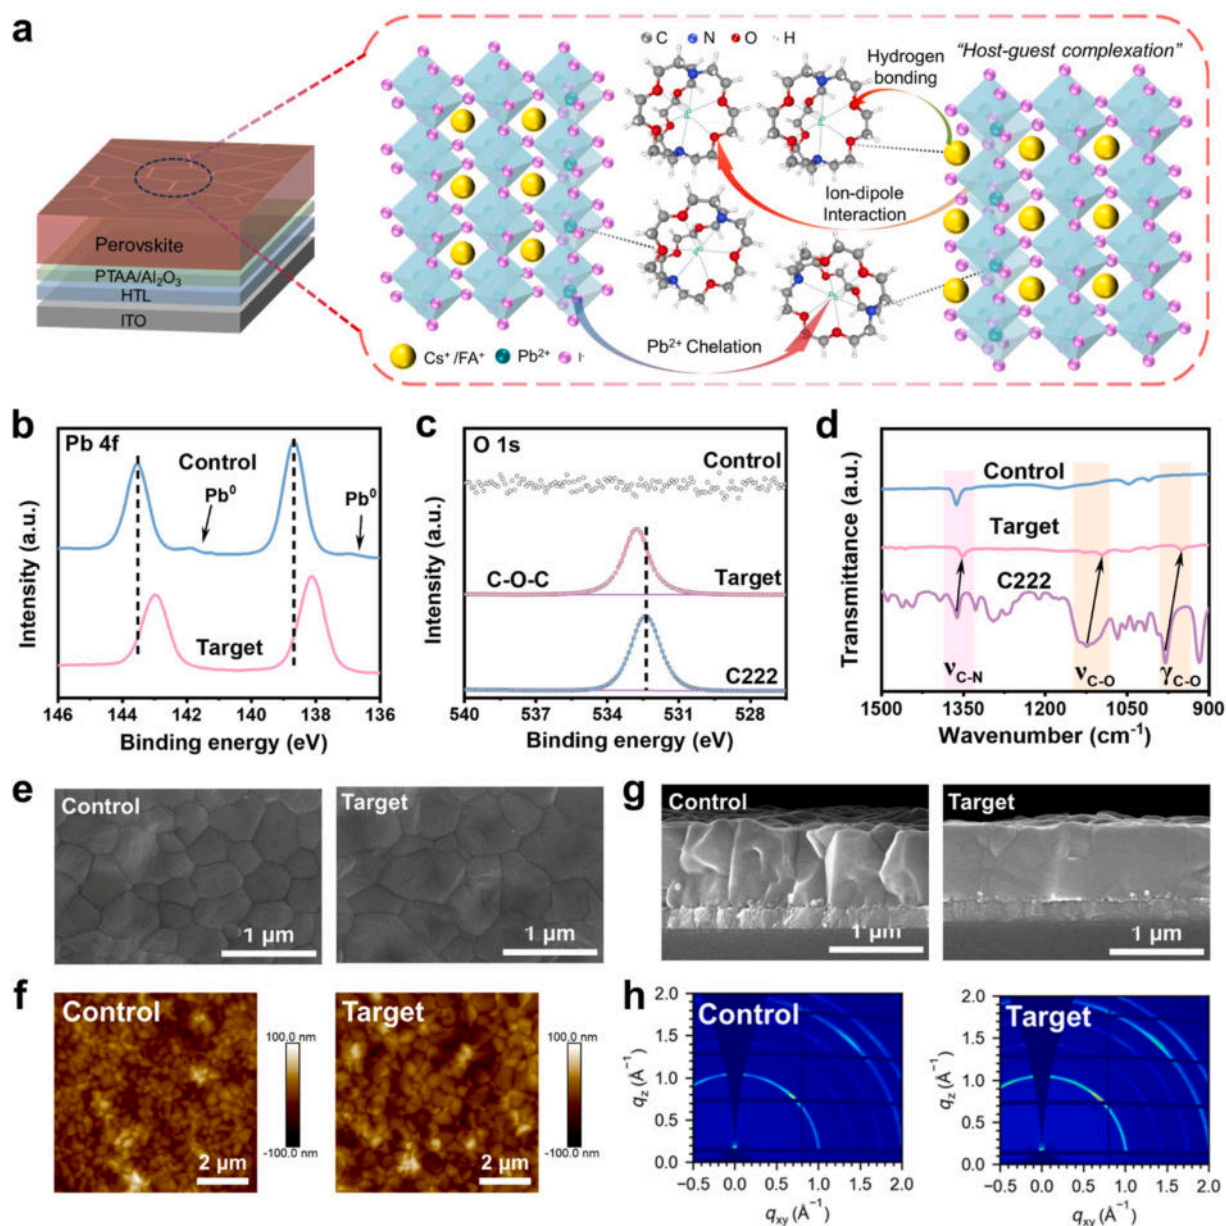 a
C N O H
Hydrogen
bonding
“Host-guest complexation”
Ion-dipole
Interaction
Perovskite
PTAA/Al₂O₃
HTL
ITO
Cs⁺/FA⁺ Pb²⁺ I⁻
Pb²⁺ Chelation
b
Pb 4f
Control
Pb⁰
Pb⁰
Target
Intensity (a.u.)
146 144 142 140 138 136
Binding energy (eV)
c
O 1s
Control
C-O-C
Target
C222
Intensity (a.u.)
540 537 534 531 528
Binding energy (eV)
d
Control
Target
C222
νC-N
νC-O
γC-O
Transmittance (a.u.)
1500 1350 1200 1050 900
Wavenumber (cm⁻¹)
e
Control
1 µm
Target
1 µm
g
Control
1 µm
Target
1 µm
f
Control
2 µm
100.0 nm
-100.0 nm
Target
2 µm
100.0 nm
-100.0 nm
h
Control
2.0
1.5
1.0
0.5
0.0
qz (Å⁻¹)
−0.5 0.0 0.5 1.0 1.5 2.0
qxy (Å⁻¹)
Target
2.0
1.5
1.0
0.5
0.0
qz (Å⁻¹)
−0.5 0.0 0.5 1.0 1.5 2.0
qxy (Å⁻¹)